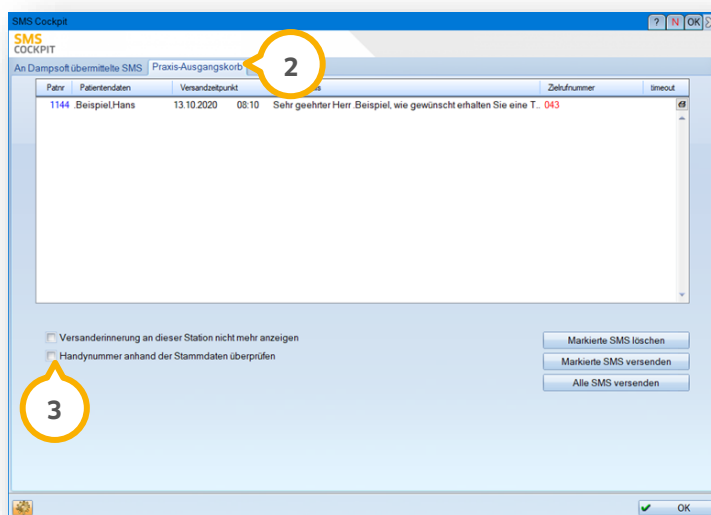 SMS Cockpit
? N OK
SMS
COCKPIT
An Dampsoft übermittelte SMS Praxis-Ausgangskorb
2
Patnr Patientendaten Versandzeitpunkt Zielrufnummer timeout
1144 .Beispiel,Hans 13.10.2020 08:10 Sehr geehrter Herr .Beispiel, wie gewünscht erhalten Sie eine T.. 043
Versanderinnerung an dieser Station nicht mehr anzeigen
Handynummer anhand der Stammdaten überprüfen
3
Markierte SMS löschen
Markierte SMS versenden
Alle SMS versenden
OK